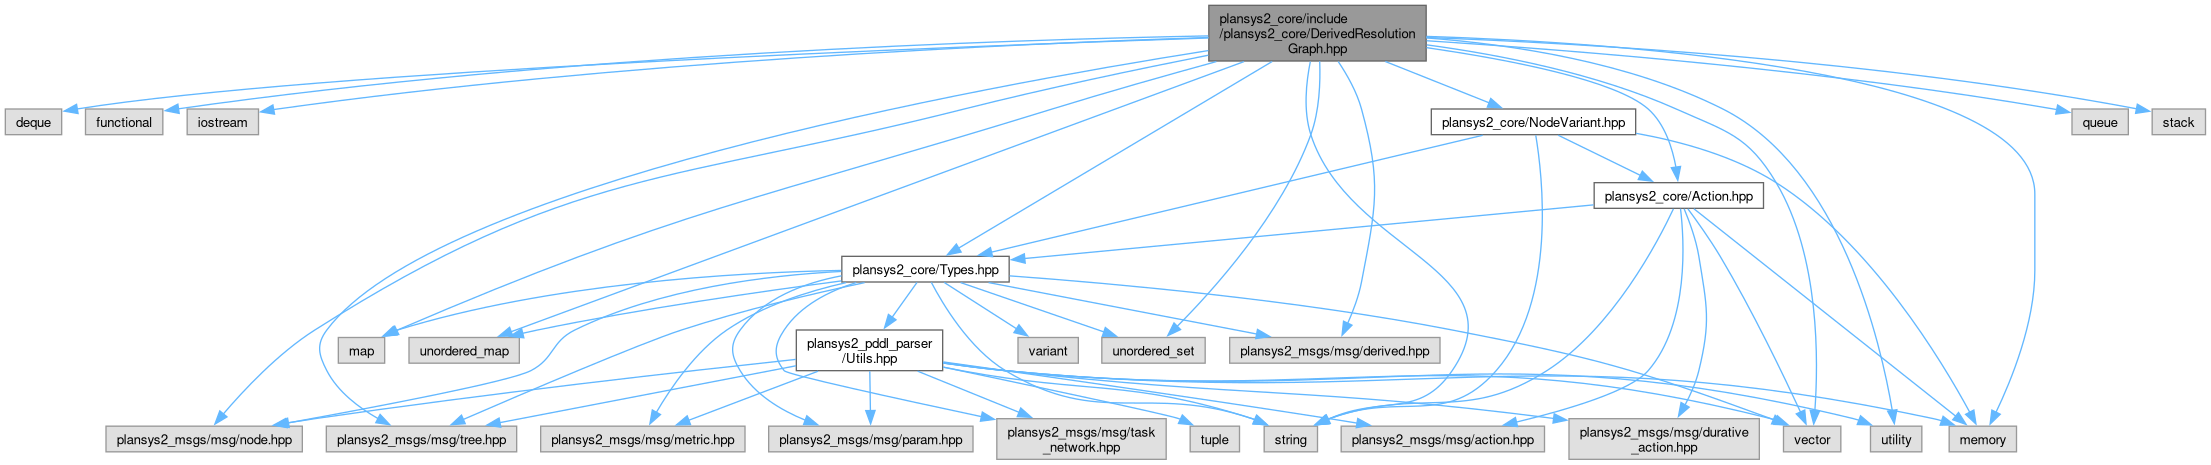 plansys2_core/include
/plansys2_core/DerivedResolution
Graph.hpp
deque
functional
iostream
plansys2_core/NodeVariant.hpp
queue
stack
plansys2_core/Action.hpp
plansys2_core/Types.hpp
map
unordered_map
plansys2_pddl_parser
/Utils.hpp
variant
unordered_set
plansys2_msgs/msg/derived.hpp
plansys2_msgs/msg/node.hpp
plansys2_msgs/msg/tree.hpp
plansys2_msgs/msg/metric.hpp
plansys2_msgs/msg/param.hpp
plansys2_msgs/msg/task
_network.hpp
tuple
string
plansys2_msgs/msg/action.hpp
plansys2_msgs/msg/durative
_action.hpp
vector
utility
memory